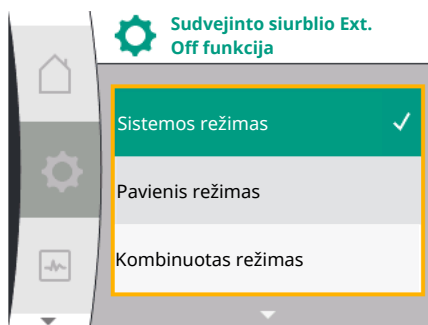 Sudvejinto siurblio Ext.
Off funkcija
Sistemos režimas
Pavienis režimas
Kombinuotas režimas